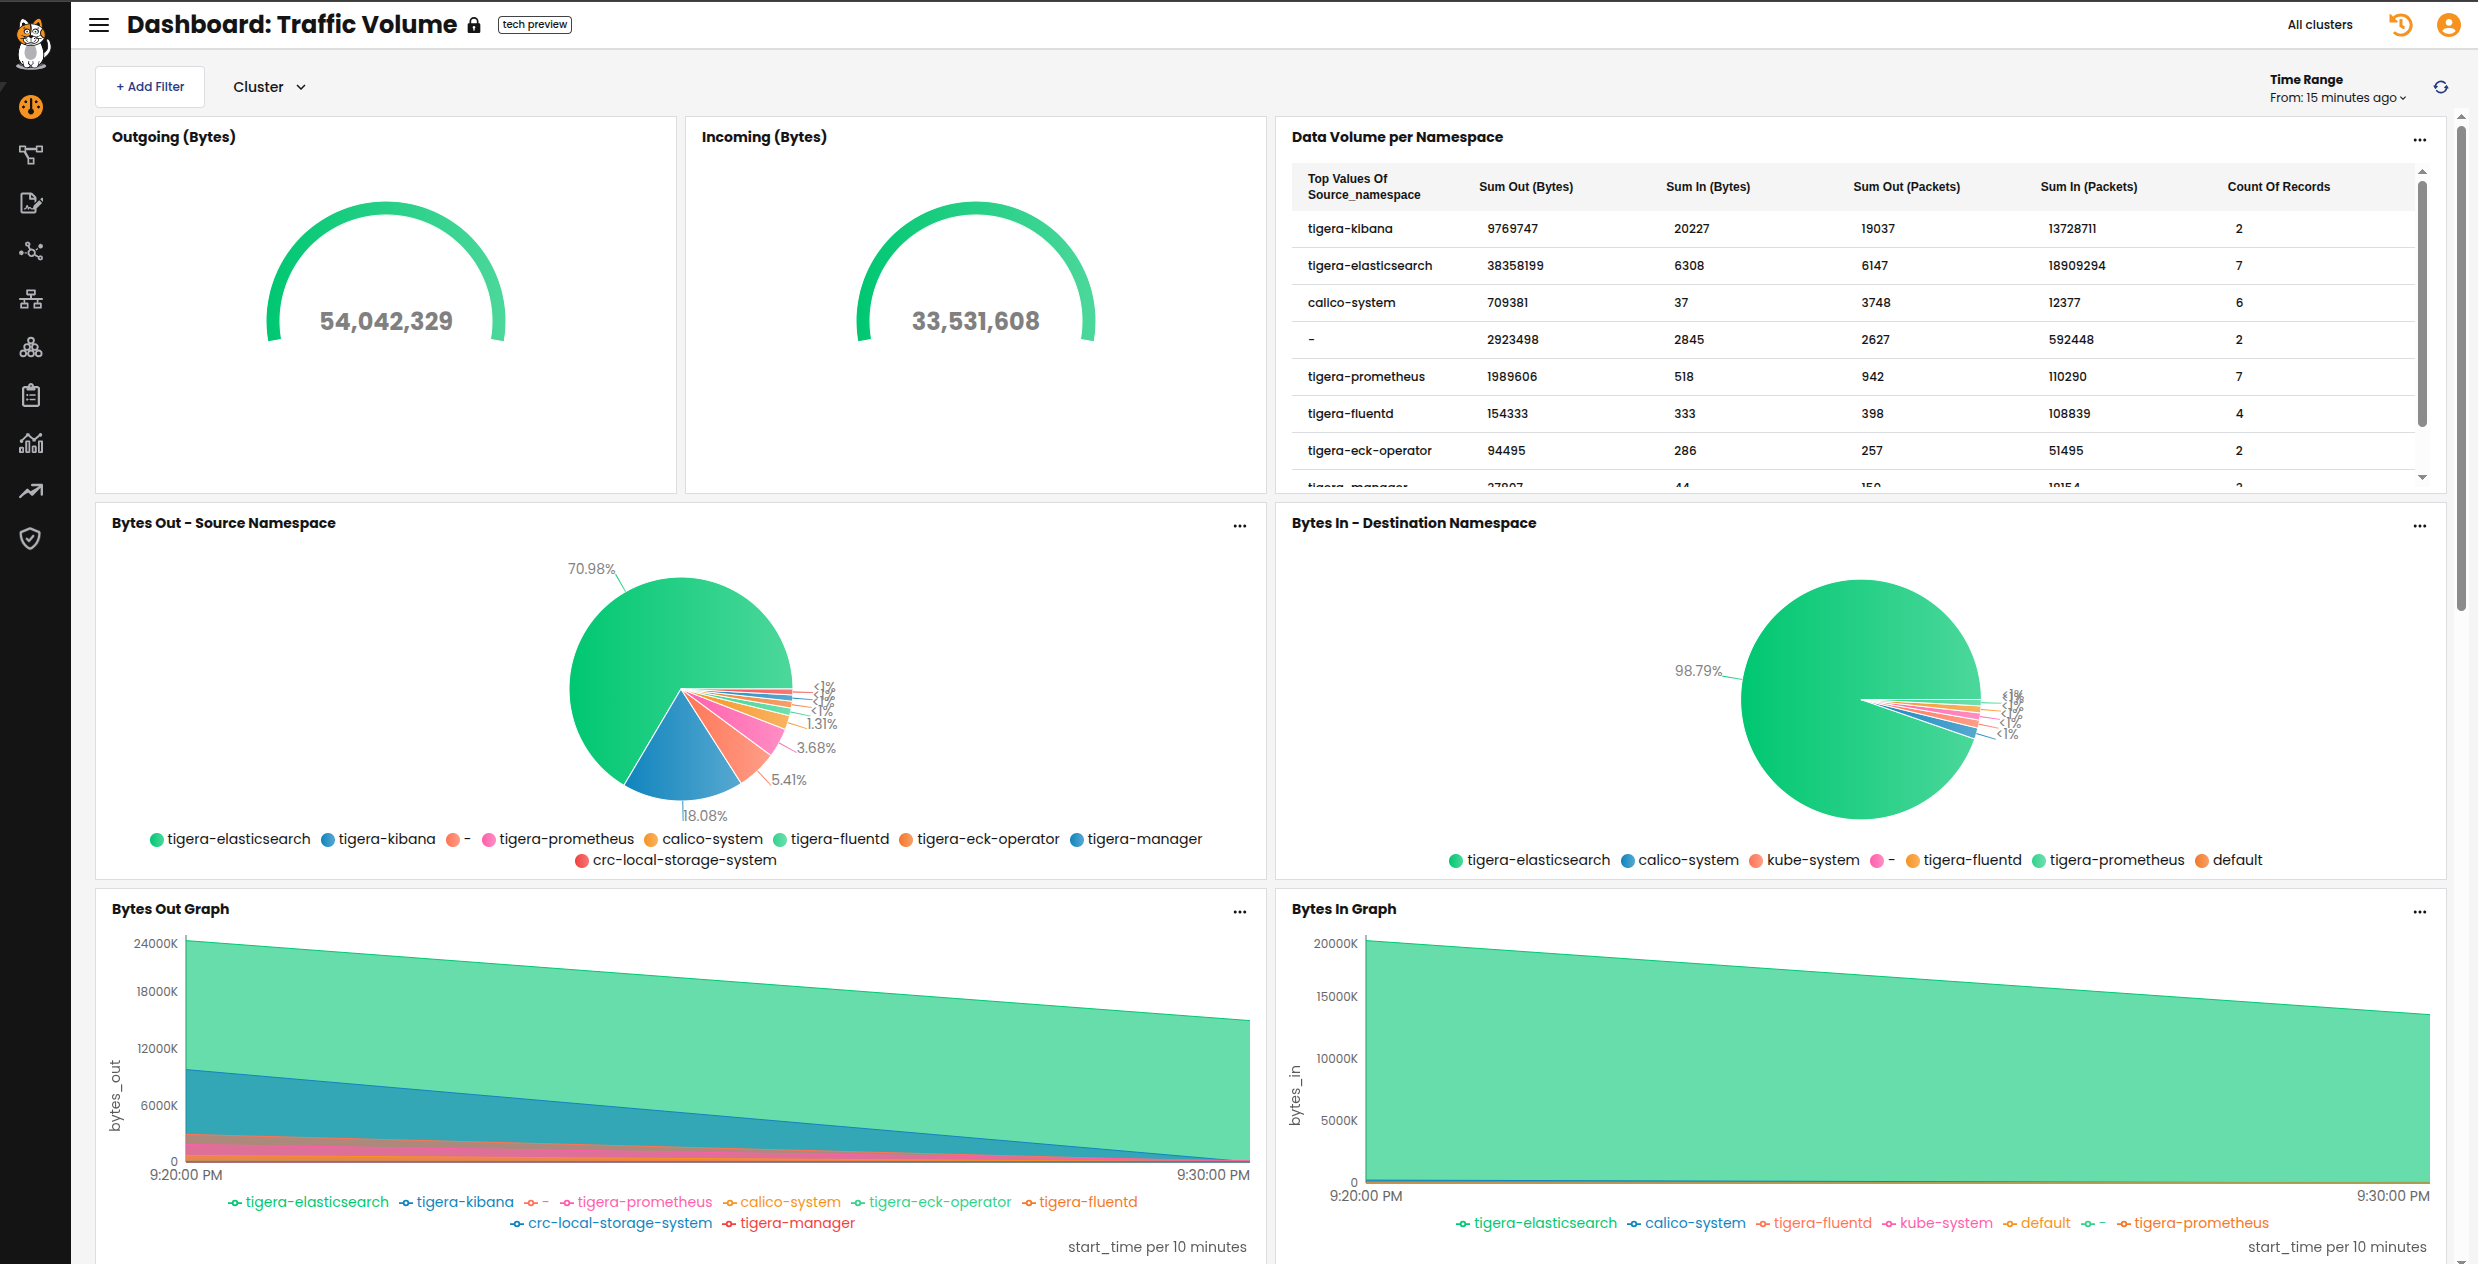 Dashboard: Traffic Volume
tech preview
All clusters
+ Add Filter
Cluster
Time Range
From: 15 minutes ago
Outgoing (Bytes)
54,042,329
Incoming (Bytes)
33,531,608
Data Volume per Namespace
Top Values Of Source_namespace Sum Out (Bytes) Sum In (Bytes) Sum Out (Packets) Sum In (Packets) Count Of Records
tigera-kibana 9769747 20227 19037 13728711 2
tigera-elasticsearch 38358199 6308 6147 18909294 7
calico-system 709381 37 3748 12377 6
- 2923498 2845 2627 592448 2
tigera-prometheus 1989606 518 942 110290 7
tigera-fluentd 154333 333 398 108839 4
tigera-eck-operator 94495 286 257 51495 2
Bytes Out - Source Namespace
70.98%
<1%
<1%
<1%
<1%
1.31%
3.68%
5.41%
18.08%
tigera-elasticsearch tigera-kibana - tigera-prometheus calico-system tigera-fluentd tigera-eck-operator tigera-manager
crc-local-storage-system
Bytes In - Destination Namespace
98.79%
<1%
<1%
<1%
<1%
<1%
tigera-elasticsearch calico-system kube-system - tigera-fluentd tigera-prometheus default
Bytes Out Graph
24000K
18000K
12000K
6000K
0
bytes_out
9:20:00 PM 9:30:00 PM
tigera-elasticsearch tigera-kibana - tigera-prometheus calico-system tigera-eck-operator tigera-fluentd
crc-local-storage-system tigera-manager
start_time per 10 minutes
Bytes In Graph
20000K
15000K
10000K
5000K
0
bytes_in
9:20:00 PM 9:30:00 PM
tigera-elasticsearch calico-system tigera-fluentd kube-system default - tigera-prometheus
start_time per 10 minutes